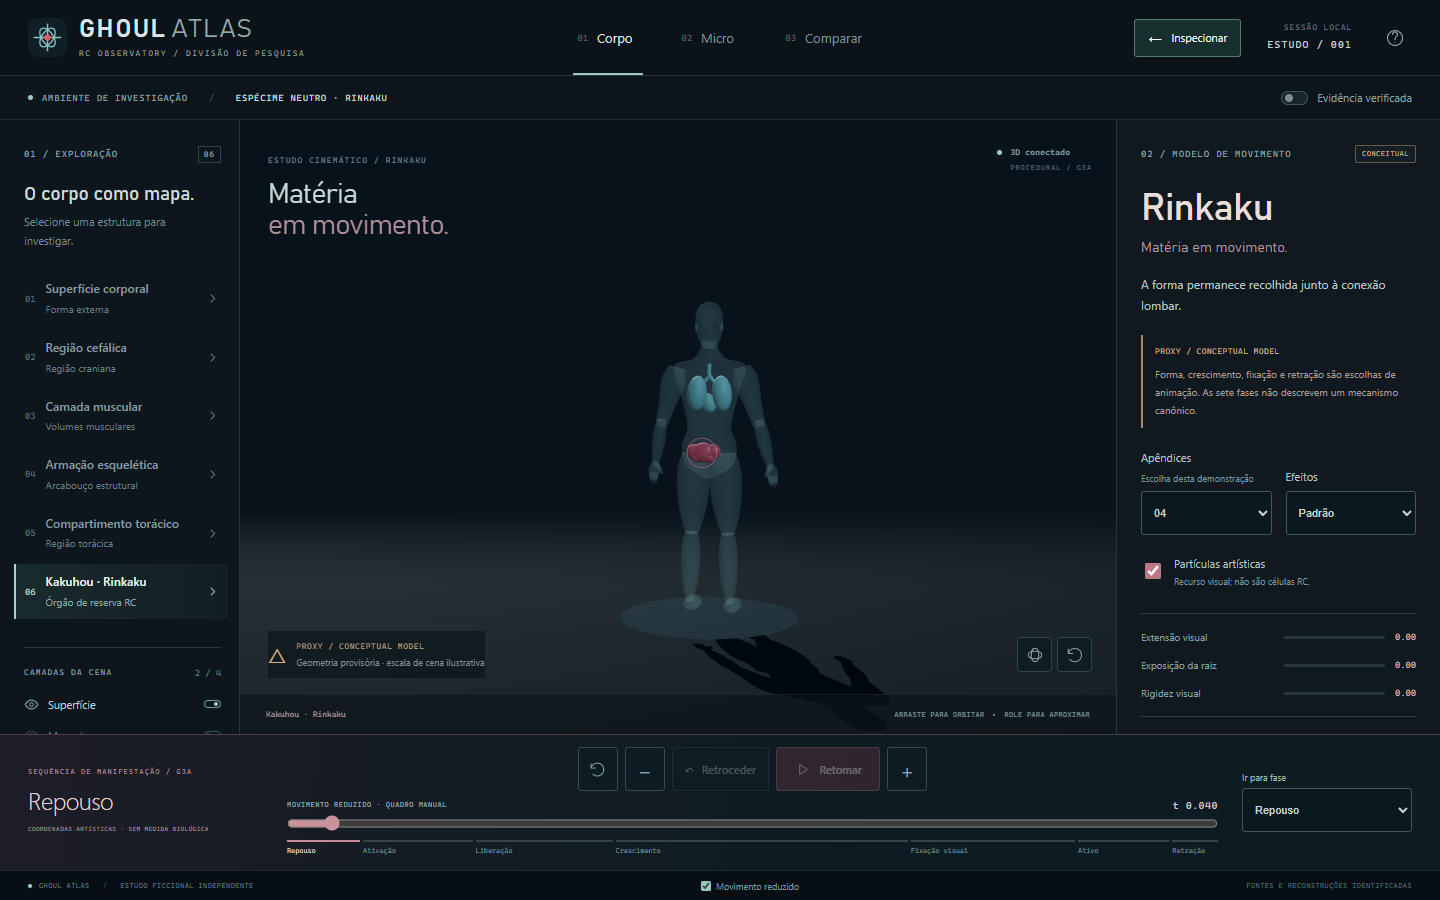 GHOUL ATLAS
RC OBSERVATORY / DIVISÃO DE PESQUISA
01 Corpo
02 Micro
03 Comparar
← Inspecionar
SESSÃO LOCAL
ESTUDO / 001
?
AMBIENTE DE INVESTIGAÇÃO / ESPÉCIME NEUTRO · RINKAKU
Evidência verificada
01 / EXPLORAÇÃO
06
O corpo como mapa.
Selecione uma estrutura para
investigar.
01 Superfície corporal
Forma externa
02 Região cefálica
Região craniana
03 Camada muscular
Volumes musculares
04 Armação esquelética
Arcabouço estrutural
05 Compartimento torácico
Região torácica
06 Kakuhou · Rinkaku
Órgão de reserva RC
CAMADAS DA CENA 2 / 4
Superfície
ESTUDO CINEMÁTICO / RINKAKU
Matéria
em movimento.
3D conectado
PROCEDURAL / G3A
PROXY / CONCEPTUAL MODEL
Geometria provisória · escala de cena ilustrativa
Kakuhou · Rinkaku
ARRASTE PARA ORBITAR • ROLE PARA APROXIMAR
02 / MODELO DE MOVIMENTO
CONCEITUAL
Rinkaku
Matéria em movimento.
A forma permanece recolhida junto à conexão
lombar.
PROXY / CONCEPTUAL MODEL
Forma, crescimento, fixação e retração são escolhas de
animação. As sete fases não descrevem um mecanismo
canônico.
Apêndices
Escolha desta demonstração
04
Efeitos
Padrão
Partículas artísticas
Recurso visual; não são células RC.
Extensão visual 0.00
Exposição da raiz 0.00
Rigidez visual 0.00
SEQUÊNCIA DE MANIFESTAÇÃO / G3A
Repouso
COORDENADAS ARTÍSTICAS · SEM MEDIDA BIOLÓGICA
−
Retroceder
Retomar
+
MOVIMENTO REDUZIDO · QUADRO MANUAL
t 0.040
Repouso
Ativação
Liberação
Crescimento
Fixação visual
Ativo
Retração
Ir para fase
Repouso
GHOUL ATLAS / ESTUDO FICCIONAL INDEPENDENTE
Movimento reduzido
FONTES E RECONSTRUÇÕES IDENTIFICADAS